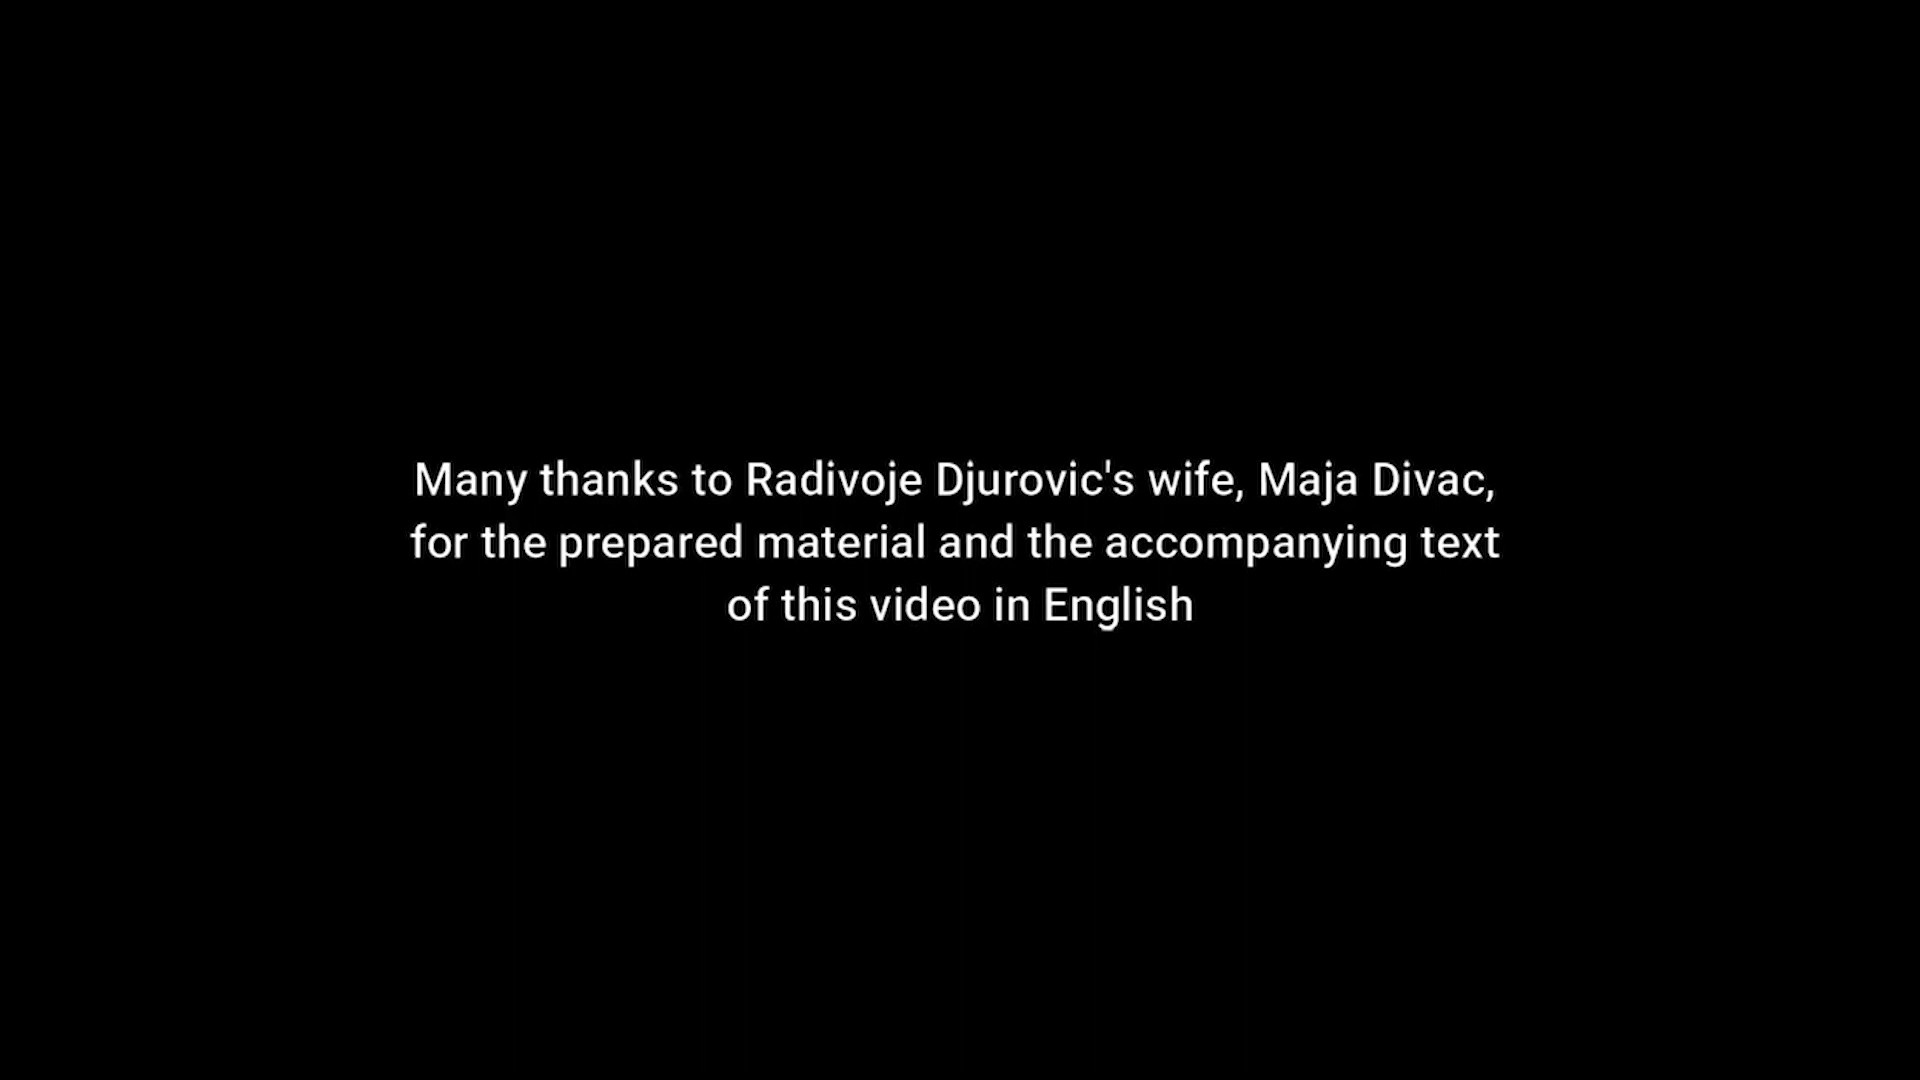 Many thanks to Radivoje Djurovic's wife, Maja Divac,
for the prepared material and the accompanying text
of this video in English